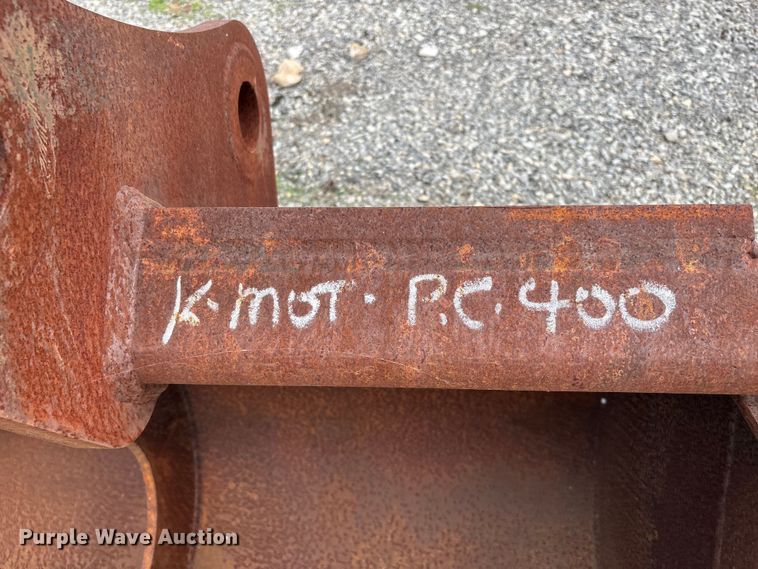 K-MOT. P.C. 400
Purple Wave Auction